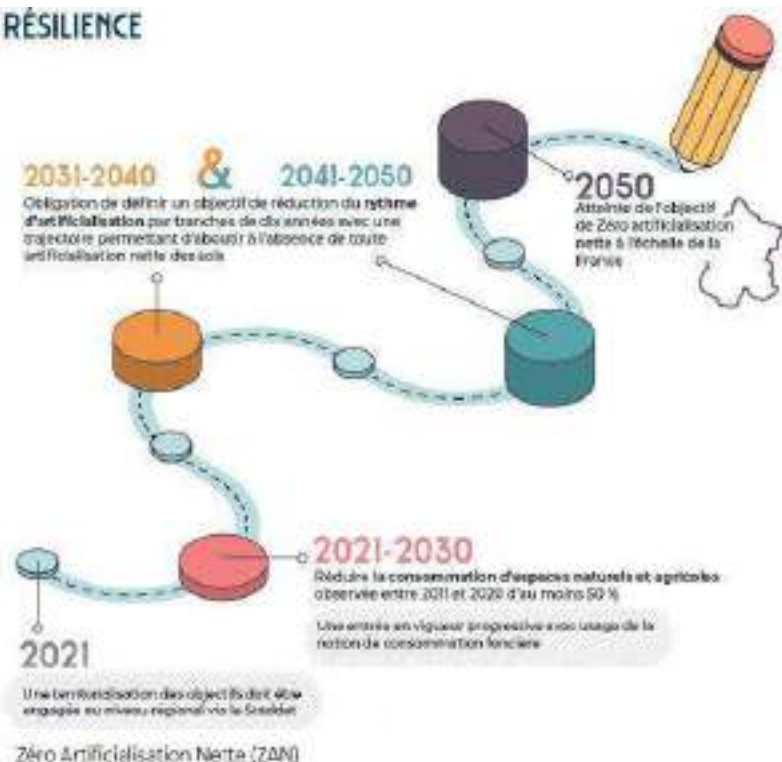 RÉSILIENCE
2031-2040 & 2041-2050
Obligation de définir un objectif de réduction du rythme
d'artificialisation par tranches de dix années avec une
trajectoire permettant d'aboutir à l'absence de toute
artificialisation nette des sols
2050
Atteinte de l'objectif
de Zéro artificialisation
nette à l'échelle de la
France
2021-2030
Réduire la consommation d'espaces naturels et agricoles
observée entre 2011 et 2020 d'au moins 50 %
Une entrée en vigueur progressive avec usage de la
notion de consommation foncière
2021
Une territorialisation des objectifs doit être
engagée au niveau régional via le Sraddet
Zéro Artificialisation Nette (ZAN)